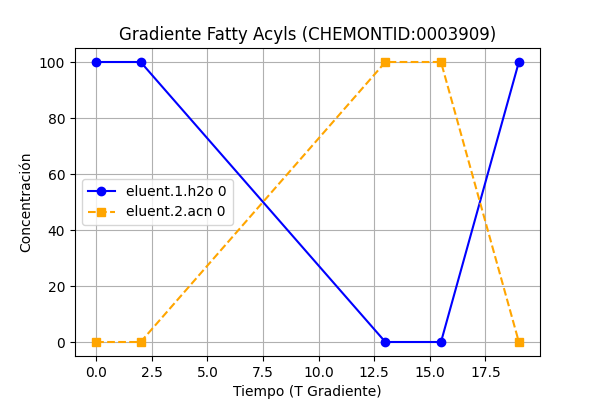 Gradiente Fatty Acyls (CHEMONTID:0003909)
Concentración
100
80
60
40
20
0
eluent.1.h2o 0
eluent.2.acn 0
0.0 2.5 5.0 7.5 10.0 12.5 15.0 17.5
Tiempo (T Gradiente)